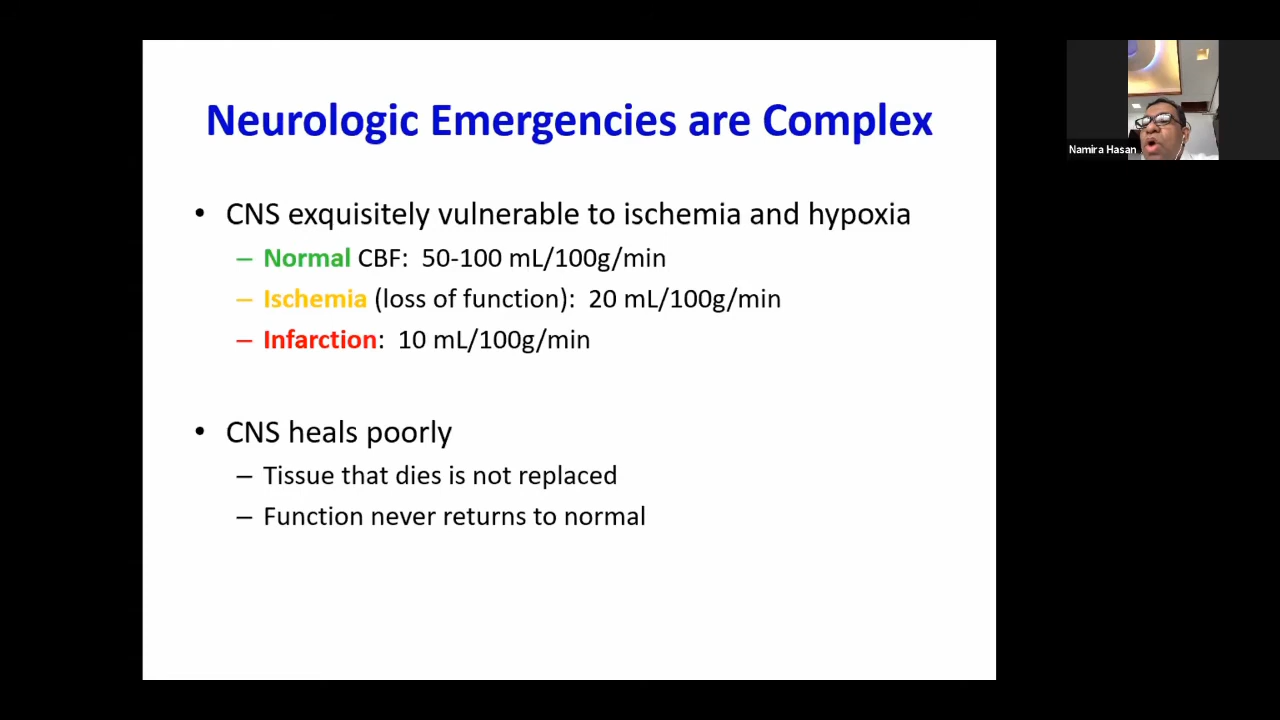 Neurologic Emergencies are Complex
• CNS exquisitely vulnerable to ischemia and hypoxia
– Normal CBF:  50-100 mL/100g/min
– Ischemia (loss of function):  20 mL/100g/min
– Infarction:  10 mL/100g/min
• CNS heals poorly
– Tissue that dies is not replaced
– Function never returns to normal
Namira Hasan